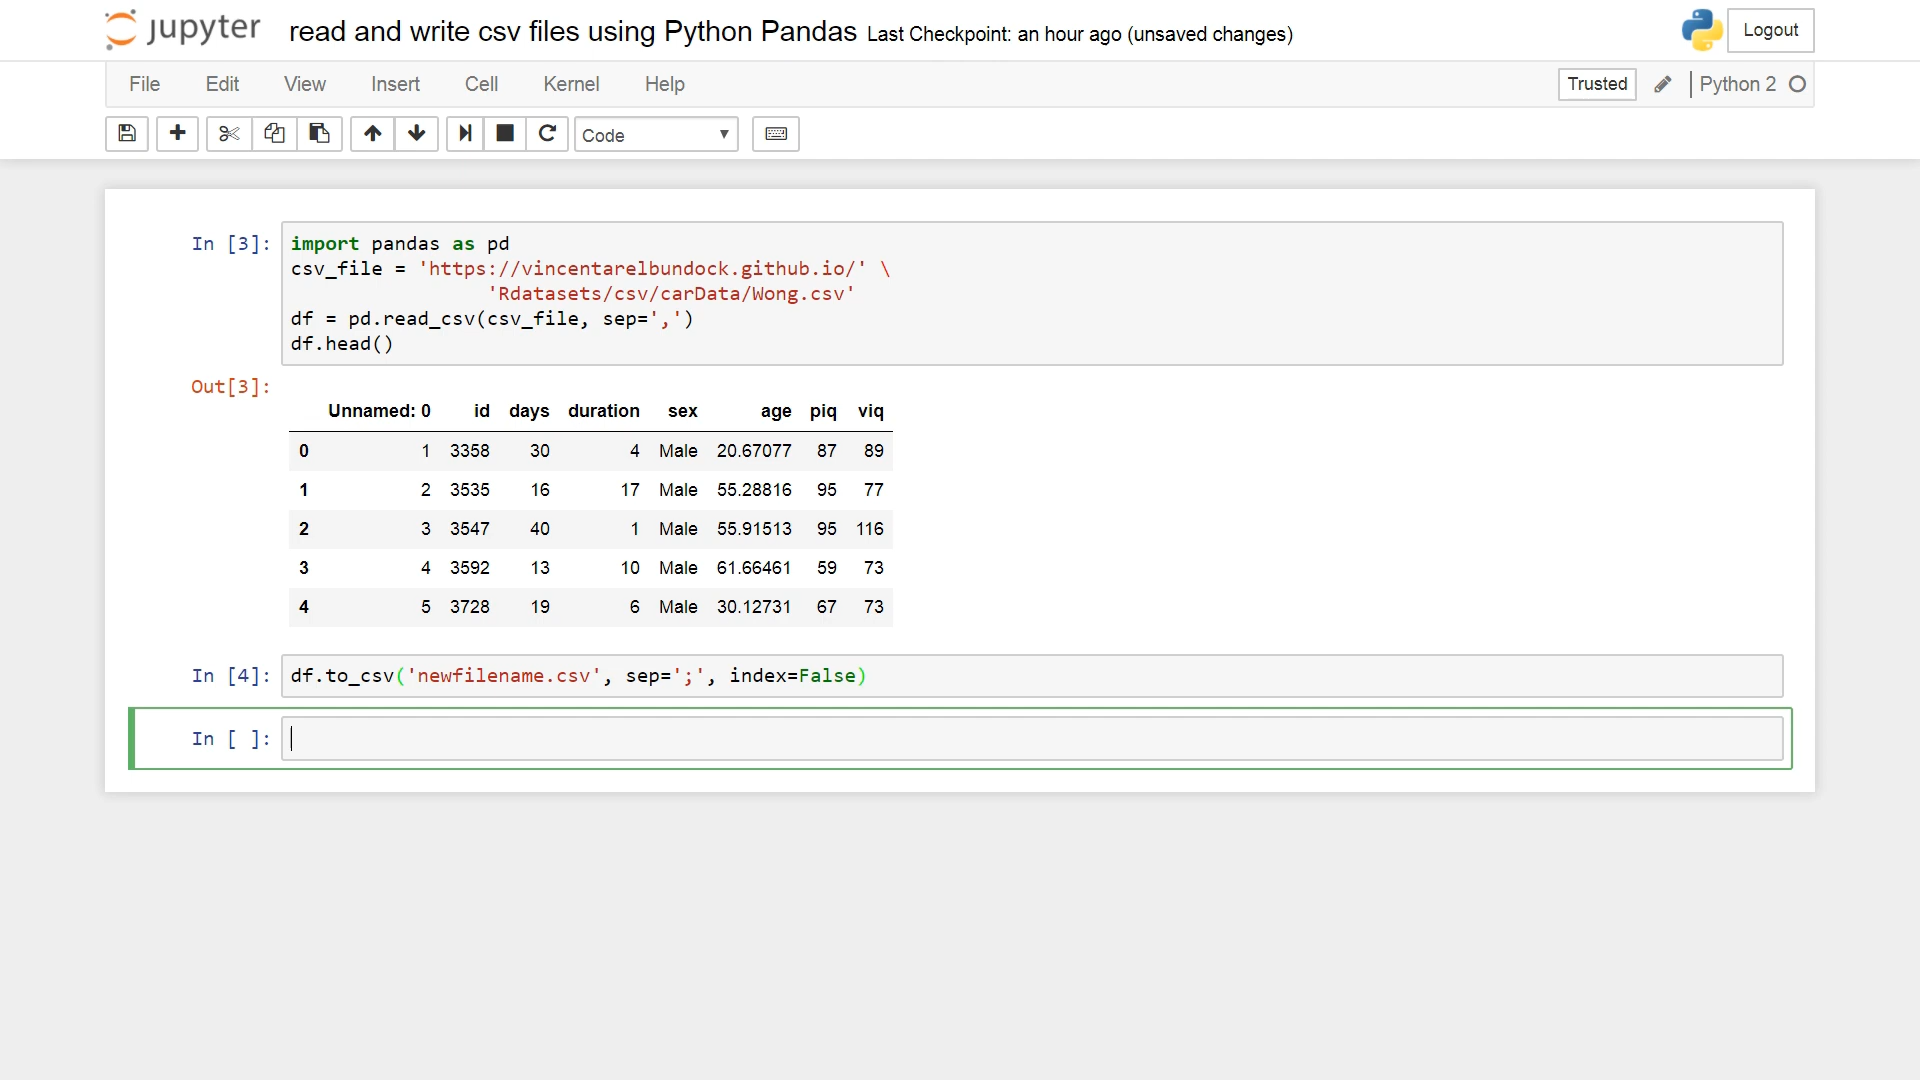 jupyter read and write csv files using Python Pandas Last Checkpoint: an hour ago (unsaved changes) Logout
File Edit View Insert Cell Kernel Help Trusted Python 2
Code
In [3]: import pandas as pd
csv_file = 'https://vincentarelbundock.github.io/' \
'Rdatasets/csv/carData/Wong.csv'
df = pd.read_csv(csv_file, sep=',')
df.head()
Out[3]:
Unnamed: 0 id days duration sex age piq viq
0 1 3358 30 4 Male 20.67077 87 89
1 2 3535 16 17 Male 55.28816 95 77
2 3 3547 40 1 Male 55.91513 95 116
3 4 3592 13 10 Male 61.66461 59 73
4 5 3728 19 6 Male 30.12731 67 73
In [4]: df.to_csv('newfilename.csv', sep=';', index=False)
In [ ]: